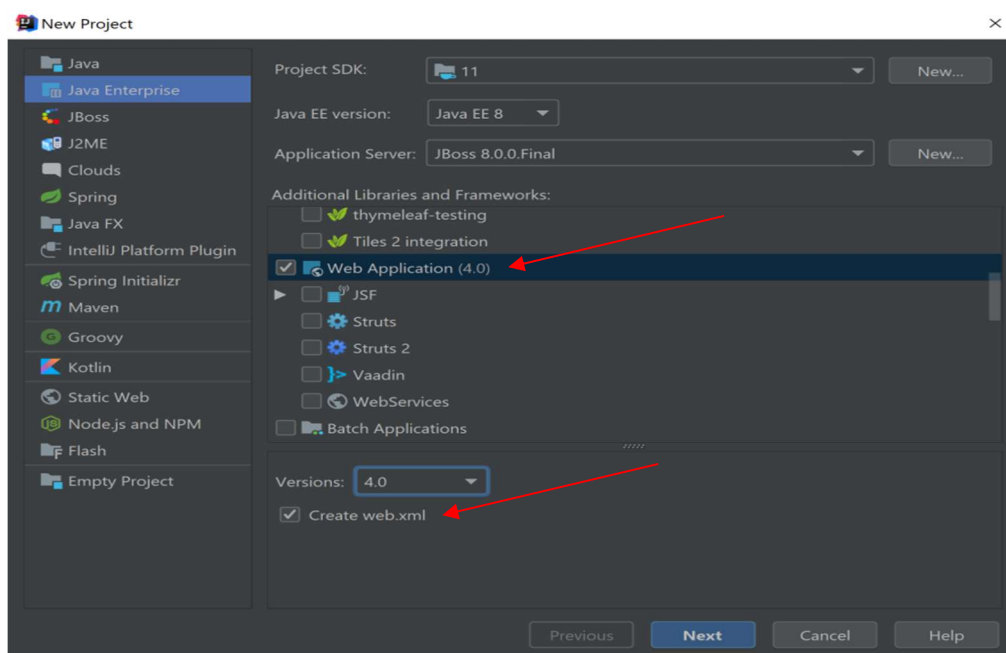 New Project
Java
Java Enterprise
JBoss
J2ME
Clouds
Spring
Java FX
IntelliJ Platform Plugin
Spring Initializr
Maven
Groovy
Kotlin
Static Web
Node.js and NPM
Flash
Empty Project
Project SDK: 11 New...
Java EE version: Java EE 8
Application Server: JBoss 8.0.0.Final New...
Additional Libraries and Frameworks:
thymeleaf-testing
Tiles 2 integration
Web Application (4.0)
JSF
Struts
Struts 2
Vaadin
WebServices
Batch Applications
Versions: 4.0
Create web.xml
Previous Next Cancel Help